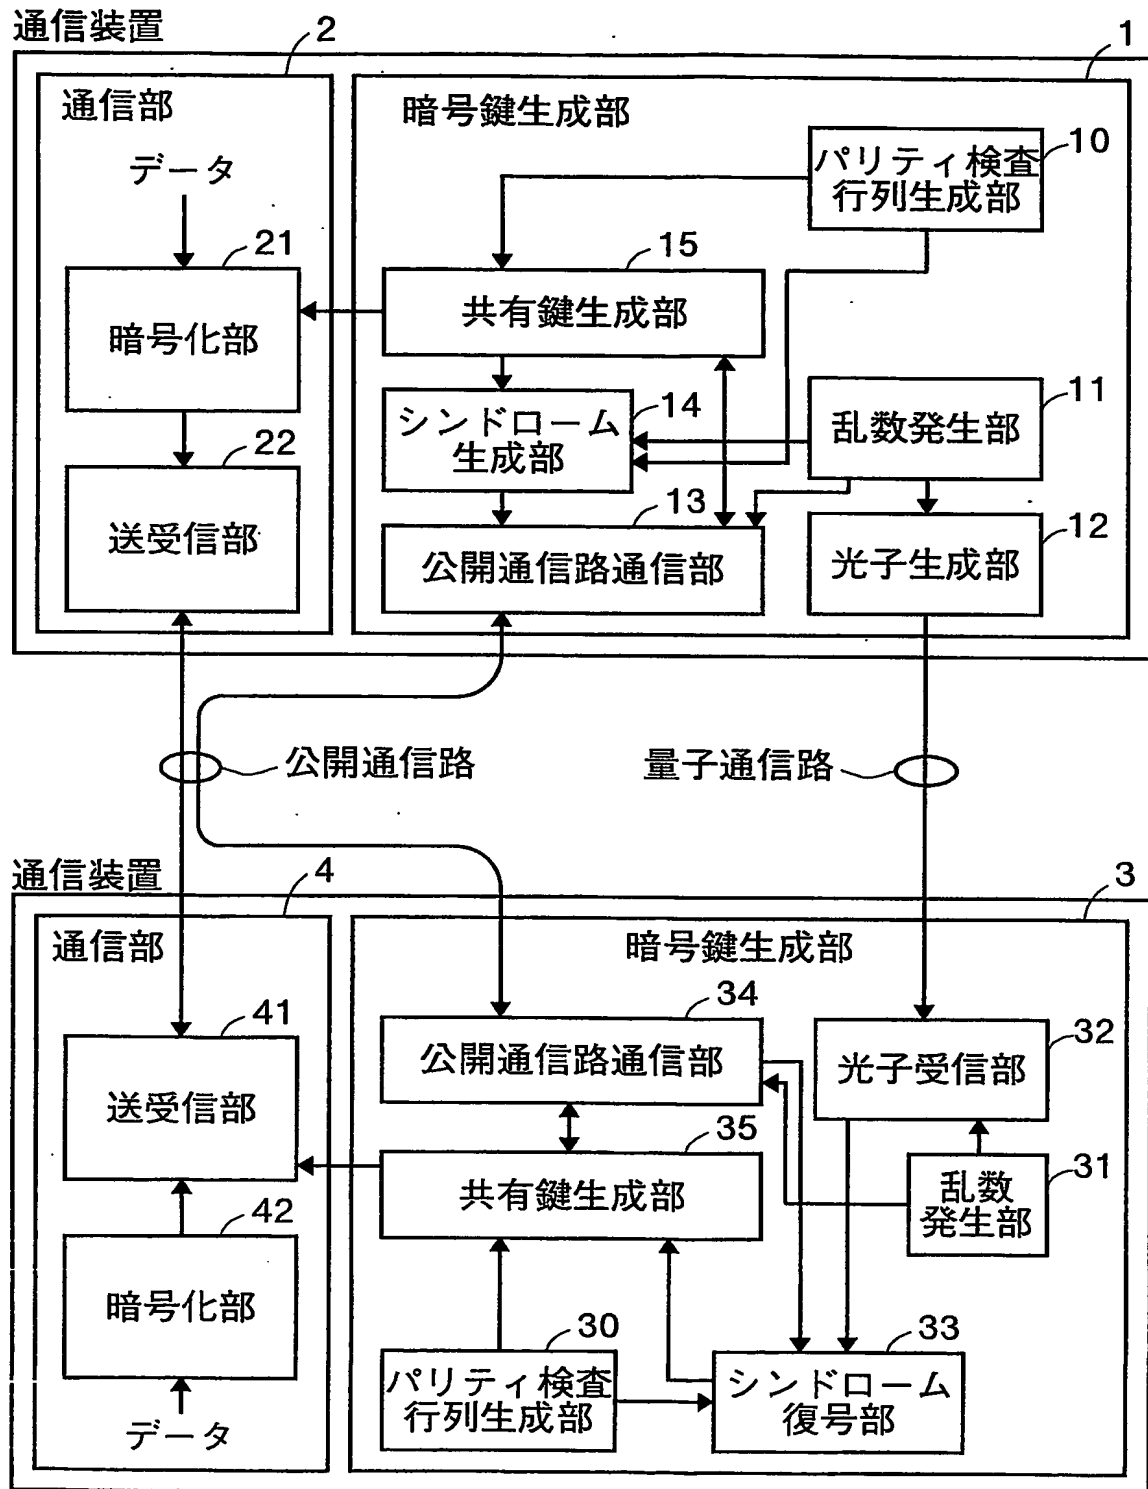 通信装置
2
1
通信部
暗号鍵生成部
データ
パリティ検査
行列生成部
10
21
15
暗号化部
共有鍵生成部
14
11
シンドローム
生成部
乱数発生部
22
13
12
送受信部
公開通信路通信部
光子生成部
公開通信路
量子通信路
通信装置
4
3
通信部
暗号鍵生成部
34
41
32
公開通信路通信部
光子受信部
送受信部
35
31
共有鍵生成部
乱数
発生部
42
暗号化部
30
33
パリティ検査
行列生成部
シンドローム
復号部
データ